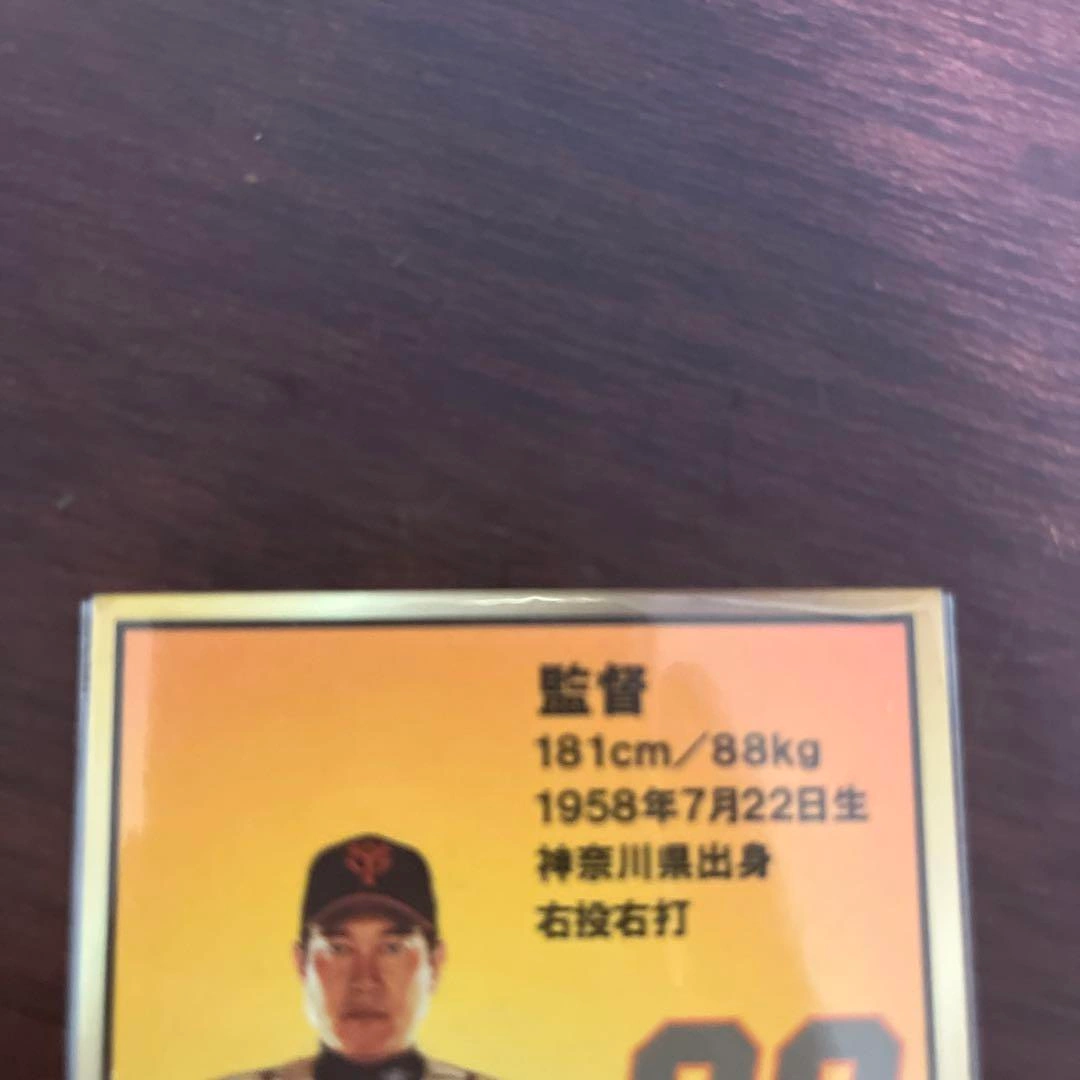 監督
181cm/88kg
1958年7月22日生
神奈川県出身
右投右打